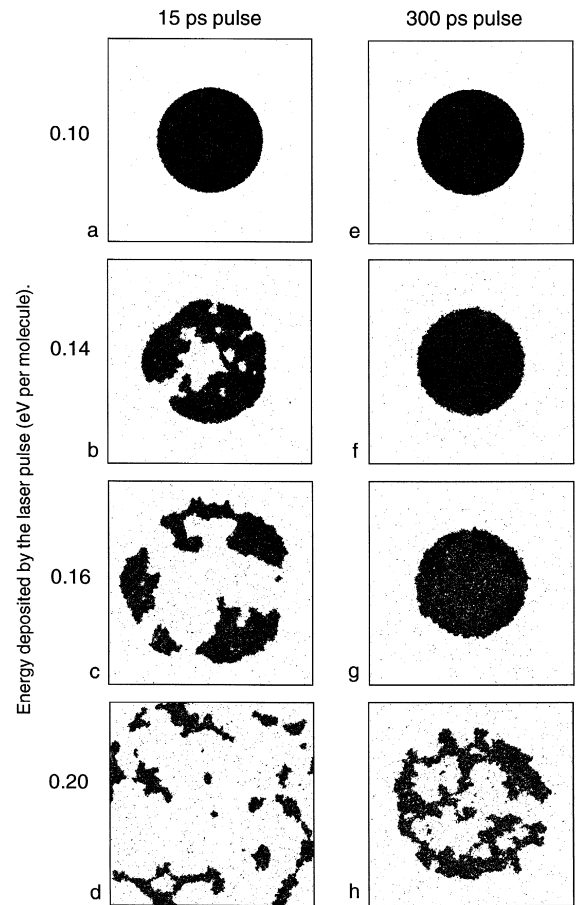 15 ps pulse
300 ps pulse
Energy deposited by the laser pulse (eV per molecule).
0.10
a
e
0.14
b
f
0.16
c
g
0.20
d
h